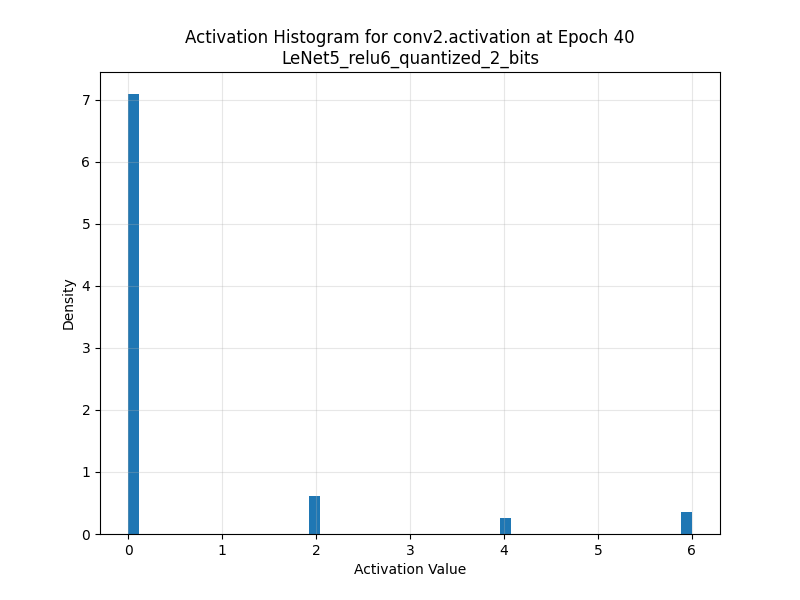 Activation Histogram for conv2.activation at Epoch 40
LeNet5_relu6_quantized_2_bits
7
6
5
4
3
2
1
0
Density
0 1 2 3 4 5 6
Activation Value